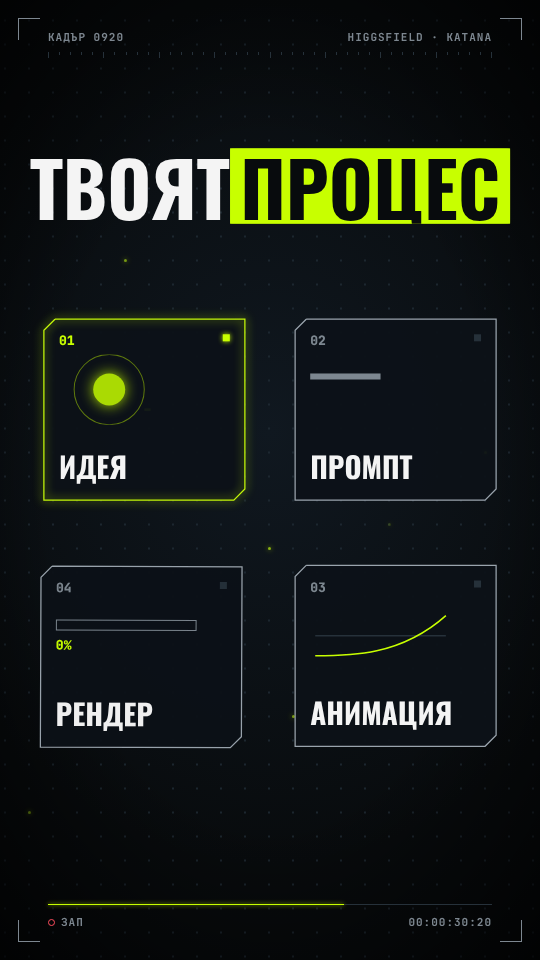 КАДЪР 0920
HIGGSFIELD · KATANA
ТВОЯТ ПРОЦЕС
01
ИДЕЯ
02
ПРОМПТ
04
0%
РЕНДЕР
03
АНИМАЦИЯ
ЗАП
00:00:30:20